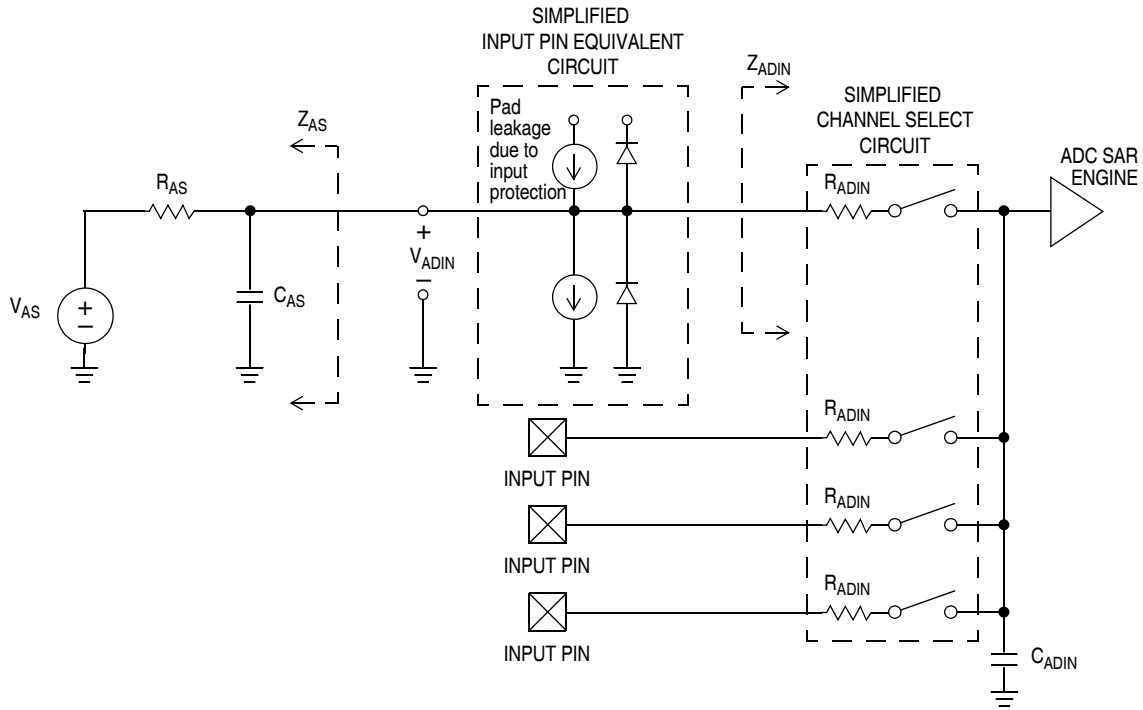 SIMPLIFIED
INPUT PIN EQUIVALENT
CIRCUIT
Pad
leakage
due to
input
protection
Z_ADIN
SIMPLIFIED
CHANNEL SELECT
CIRCUIT
ADC SAR
ENGINE
Z_AS
R_AS
R_ADIN
+
V_ADIN
–
V_AS
+
–
C_AS
R_ADIN
INPUT PIN
R_ADIN
INPUT PIN
R_ADIN
INPUT PIN
C_ADIN